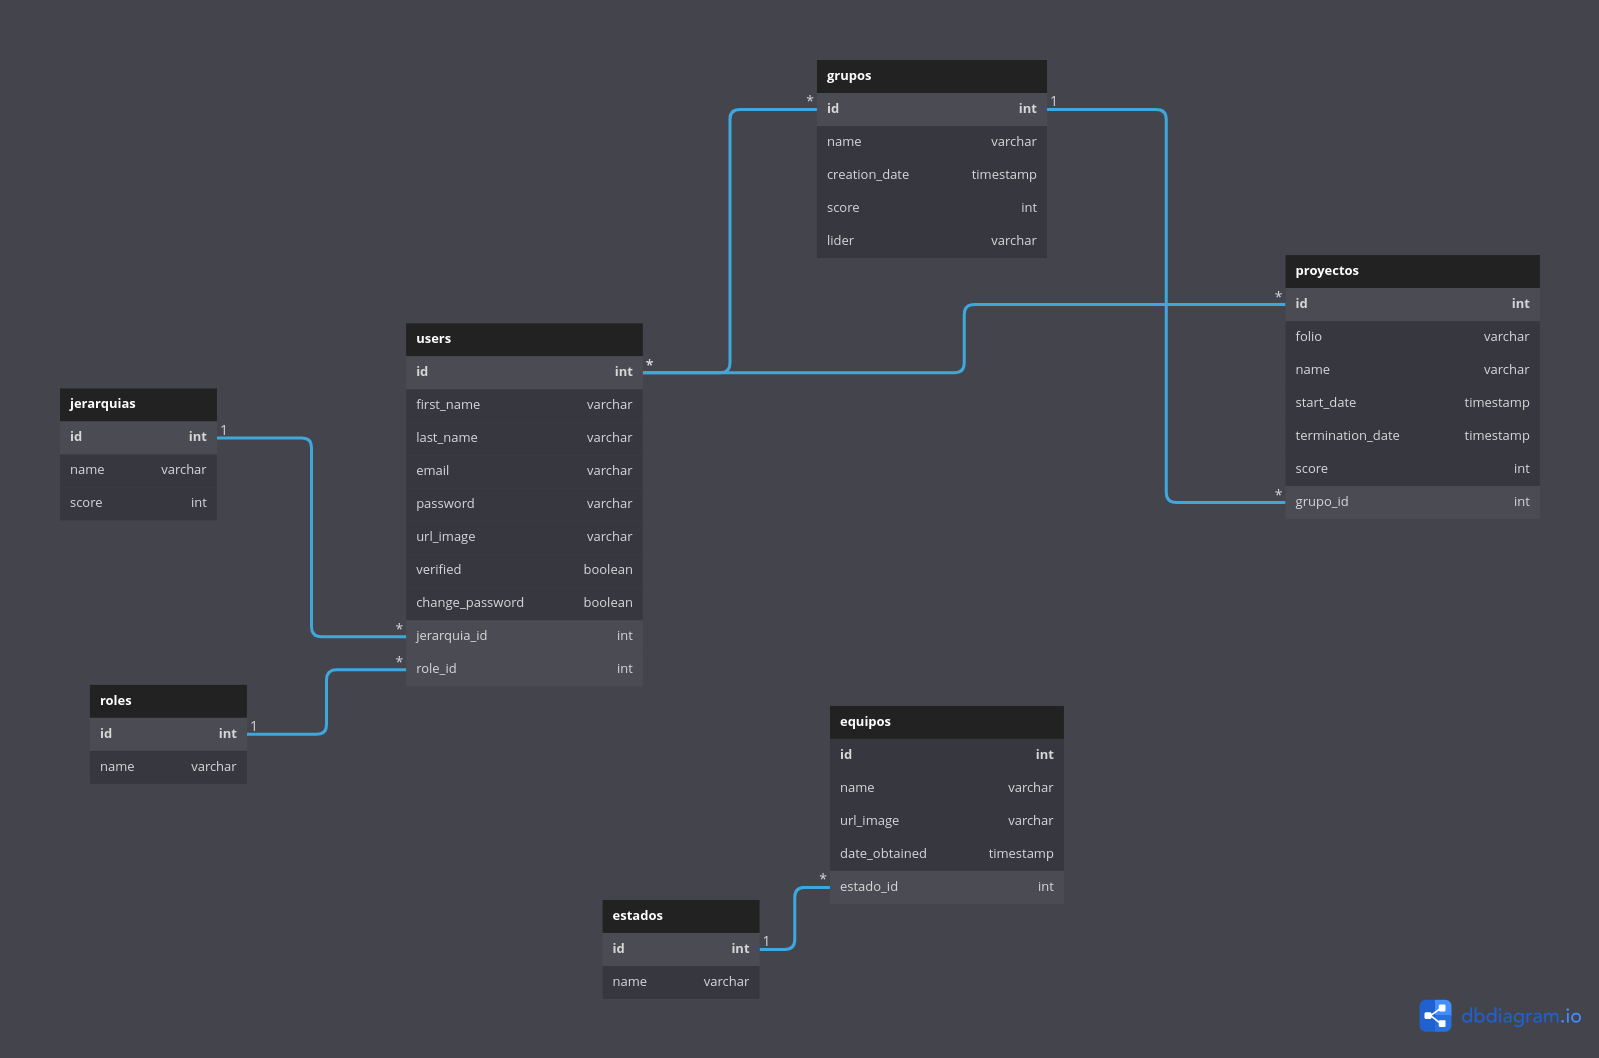 grupos
* id int 1
name varchar
creation_date timestamp
score int
lider varchar
proyectos
* id int
folio varchar
name varchar
start_date timestamp
termination_date timestamp
score int
* grupo_id int
users
id int *
first_name varchar
last_name varchar
email varchar
password varchar
url_image varchar
verified boolean
change_password boolean
* jerarquia_id int
* role_id int
jerarquias
id int 1
name varchar
score int
roles
id int 1
name varchar
equipos
id int
name varchar
url_image varchar
date_obtained timestamp
* estado_id int
estados
id int 1
name varchar
dbdiagram.io